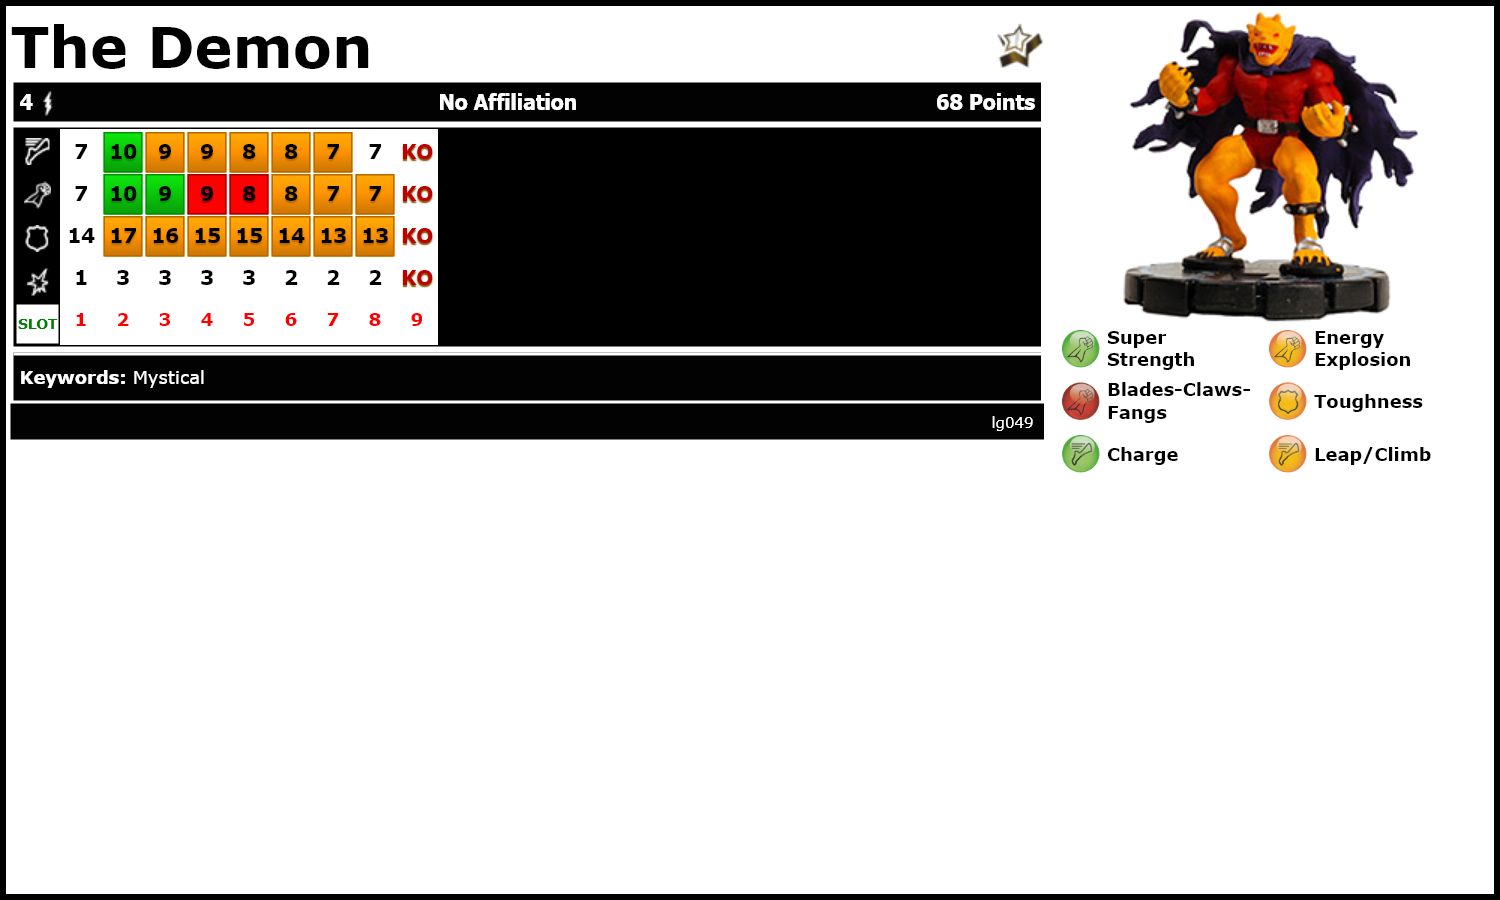 The Demon
4 No Affiliation 68 Points
7 10 9 9 8 8 7 7 KO
7 10 9 9 8 8 7 7 KO
14 17 16 15 15 14 13 13 KO
1 3 3 3 3 2 2 2 KO
SLOT 1 2 3 4 5 6 7 8 9
Keywords: Mystical
lg049
Super
Strength
Energy
Explosion
Blades-Claws-
Fangs
Toughness
Charge
Leap/Climb